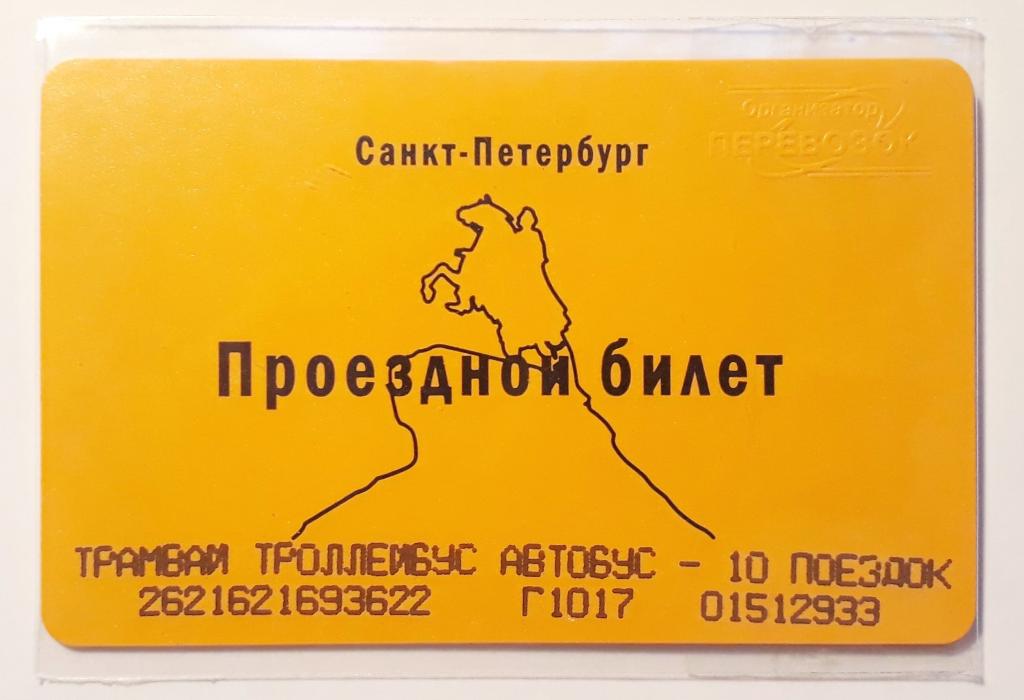 Организатор
ПЕРЕВОЗОК
Санкт-Петербург
Проездной билет
ТРАМВАЙ ТРОЛЛЕЙБУС АВТОБУС - 10 ПОЕЗДОК
2621621693622 Г1017 01512933